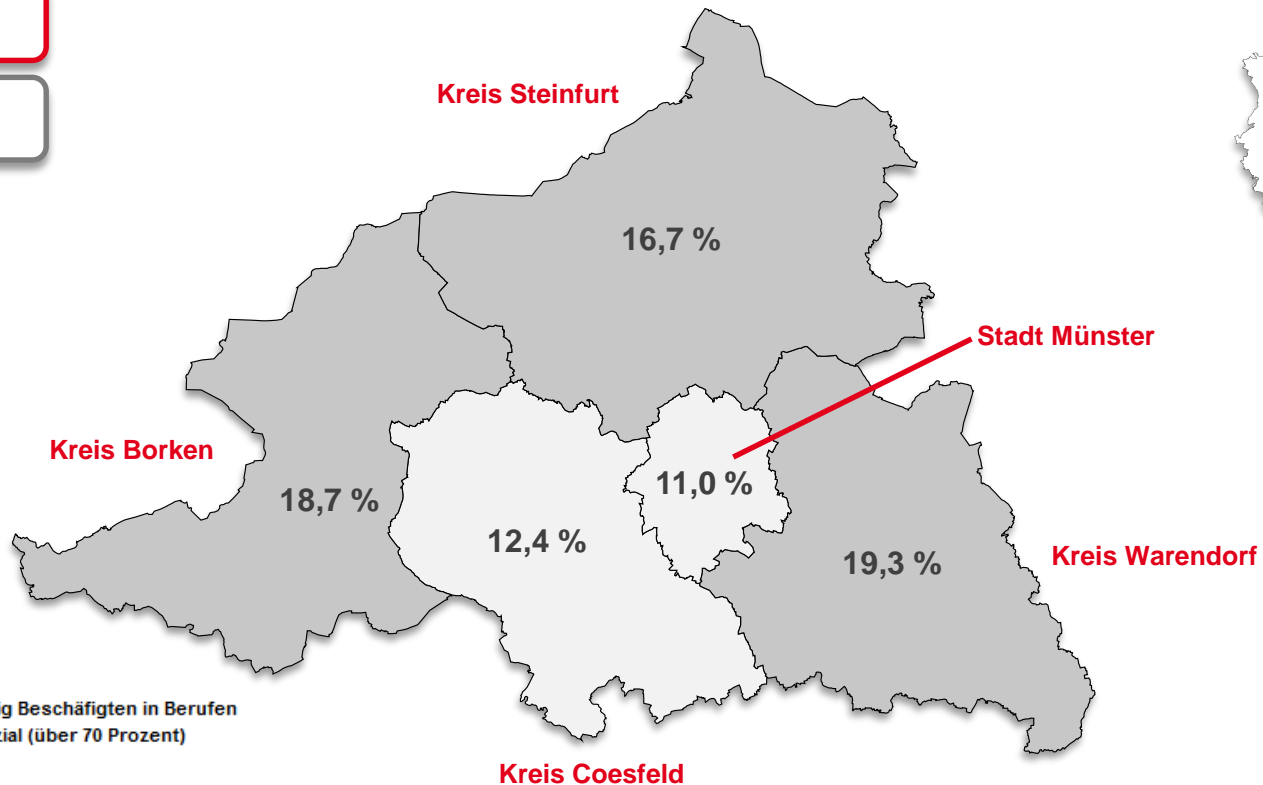 Kreis Steinfurt
16,7 %
Stadt Münster
Kreis Borken
18,7 %
11,0 %
12,4 %
19,3 %
Kreis Warendorf
ig Beschäfigten in Berufen
zial (über 70 Prozent)
Kreis Coesfeld